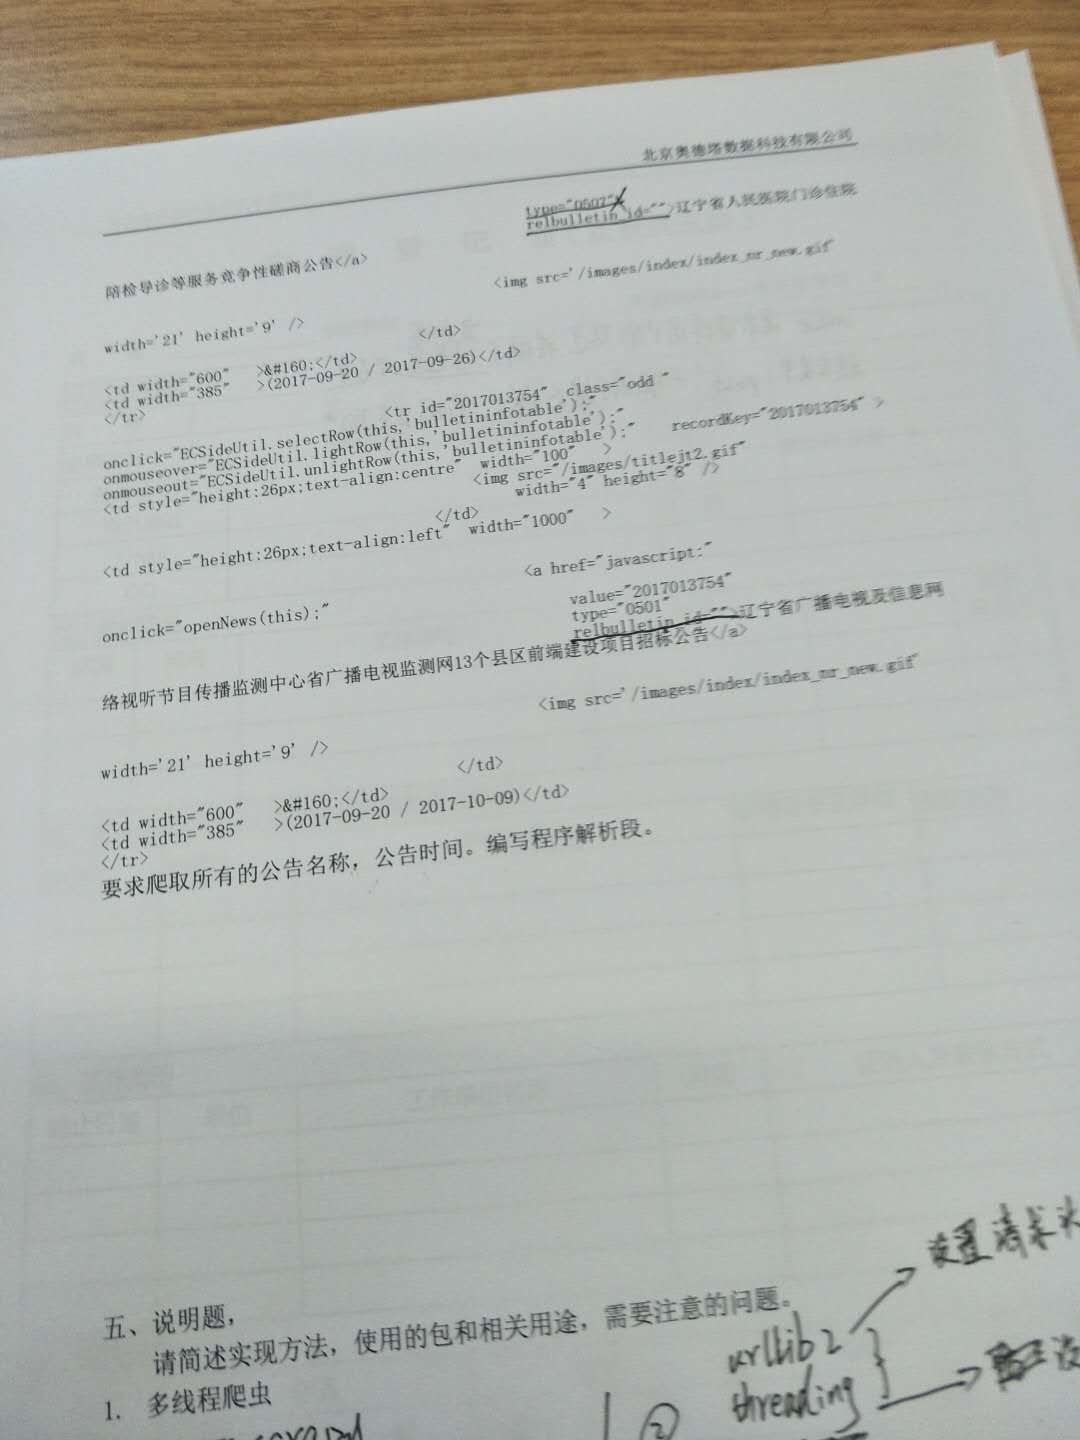 北京奥德塔数据科技有限公司
type="0507"
relbulletin_id="">辽宁省人民医院门诊住院
陪检导诊等服务竞争性磋商公告</a>
<img src='/images/index/index_mr_new.gif'
width='21' height='9' />
</td>
<td width="600" >&#160;</td>
<td width="385" >(2017-09-20 / 2017-09-26)</td>
</tr>
<tr id="2017013754" class="odd "
onclick="ECSideUtil.selectRow(this,'bulletininfotable');"
onmouseover="ECSideUtil.lightRow(this,'bulletininfotable');"
onmouseout="ECSideUtil.unlightRow(this,'bulletininfotable');" recordKey="2017013754" >
<td style="height:26px;text-align:centre" width="100" >
<img src="/images/titlejt2.gif"
width="4" height="8" />
</td>
<td style="height:26px;text-align:left" width="1000" >
<a href="javascript:"
onclick="openNews(this);"
value="2017013754"
type="0501"
relbulletin_id="">辽宁省广播电视及信息网
络视听节目传播监测中心省广播电视监测网13个县区前端建设项目招标公告</a>
<img src='/images/index/index_mr_new.gif'
width='21' height='9' />
</td>
<td width="600" >&#160;</td>
<td width="385" >(2017-09-20 / 2017-10-09)</td>
</tr>
要求爬取所有的公告名称，公告时间。编写程序解析段。
五、说明题，
请简述实现方法，使用的包和相关用途，需要注意的问题。
设置请求头
urllib2
threading
1. 多线程爬虫
②